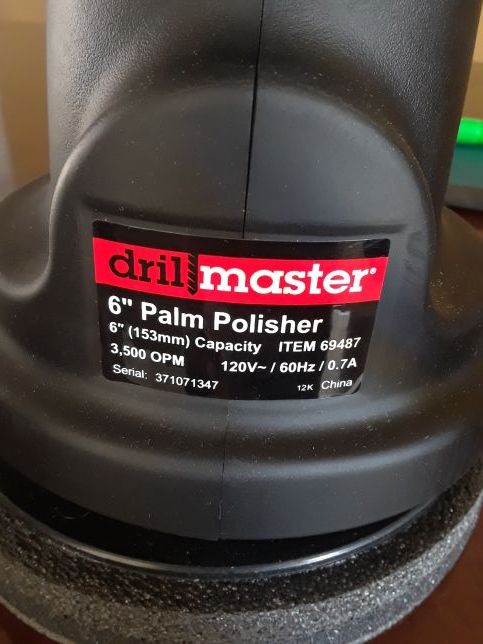 drillmaster®
6" Palm Polisher
6" (153mm) Capacity ITEM 69487
3,500 OPM 120V~ / 60Hz / 0.7A
Serial: 371071347 12K China